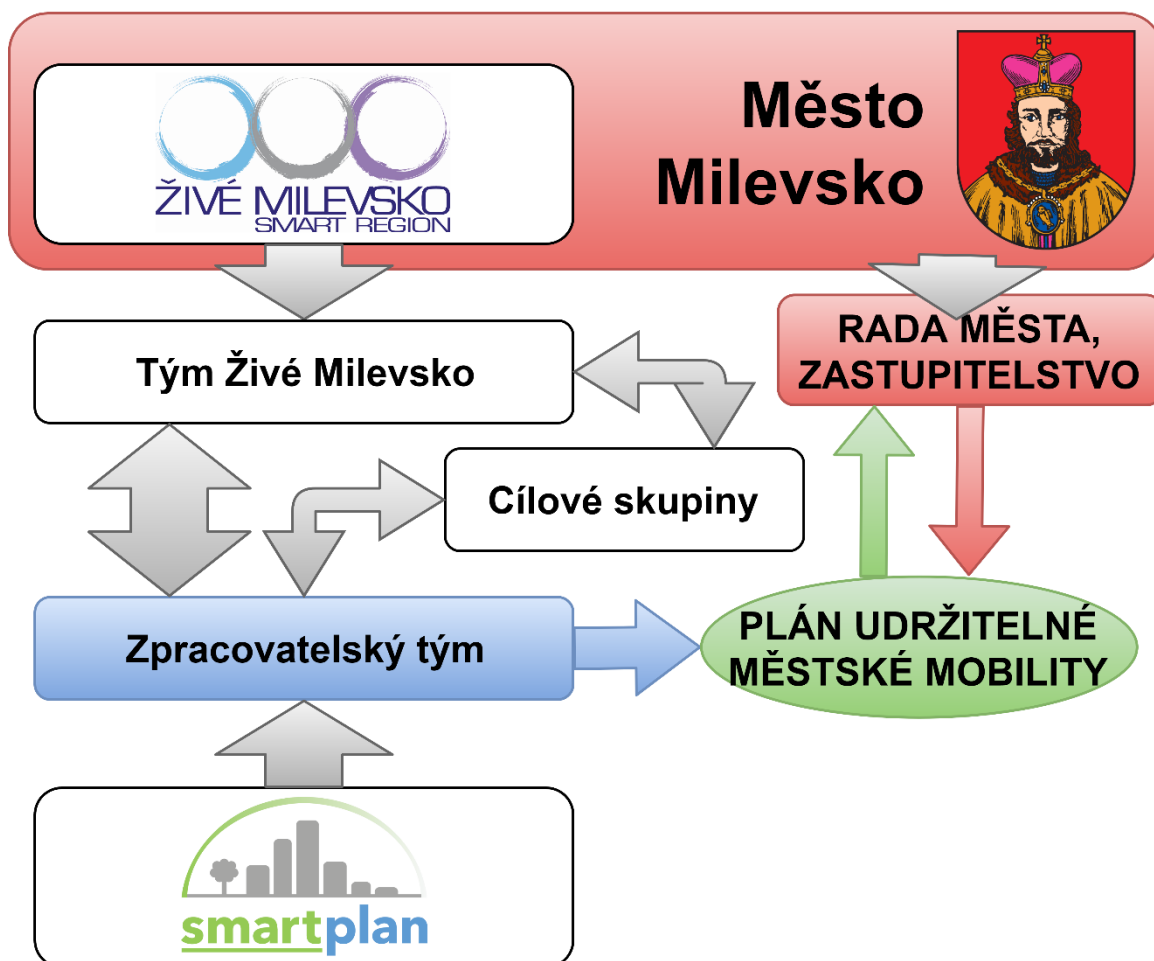 ŽIVÉ MILEVSKO
SMART REGION
Město
Milevsko
Tým Živé Milevsko
RADA MĚSTA,
ZASTUPITELSTVO
Cílové skupiny
Zpracovatelský tým
PLÁN UDRŽITELNÉ
MĚSTSKÉ MOBILITY
smartplan